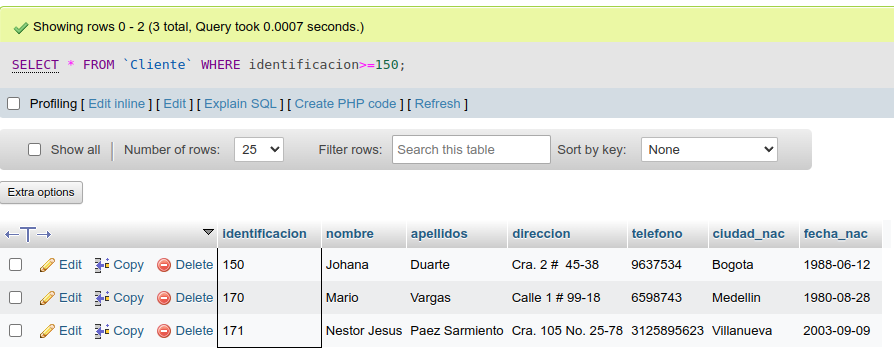 Showing rows 0 - 2 (3 total, Query took 0.0007 seconds.)
SELECT * FROM `Cliente` WHERE identificacion>=150;
Profiling [ Edit inline ] [ Edit ] [ Explain SQL ] [ Create PHP code ] [ Refresh ]
Show all Number of rows: 25 Filter rows: Search this table Sort by key: None
Extra options
identificacion nombre apellidos direccion telefono ciudad_nac fecha_nac
Edit Copy Delete 150 Johana Duarte Cra. 2 # 45-38 9637534 Bogota 1988-06-12
Edit Copy Delete 170 Mario Vargas Calle 1 # 99-18 6598743 Medellin 1980-08-28
Edit Copy Delete 171 Nestor Jesus Paez Sarmiento Cra. 105 No. 25-78 3125895623 Villanueva 2003-09-09